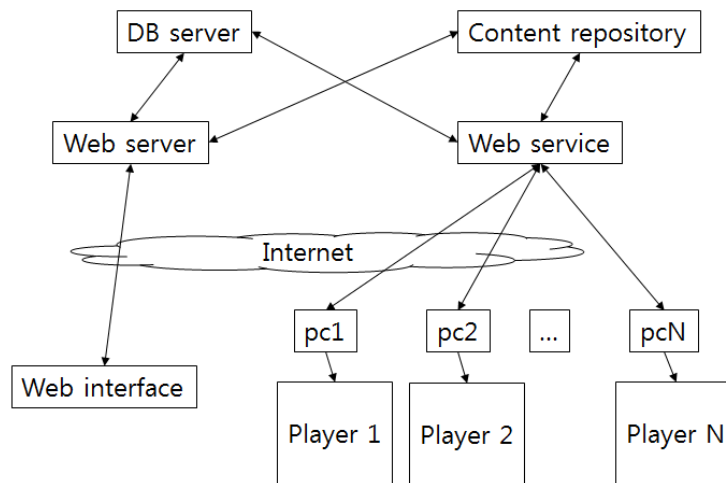 DB server
Content repository
Web server
Web service
Internet
pc1
pc2
...
pcN
Web interface
Player 1
Player 2
Player N